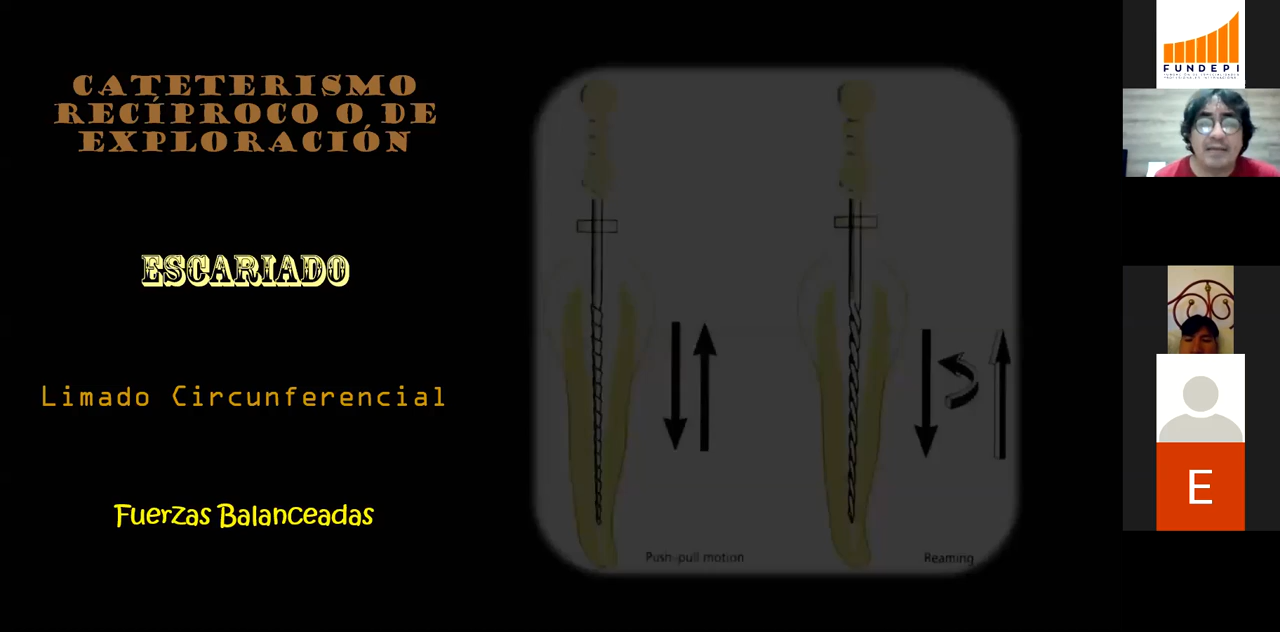 CATETERISMO
RECÍPROCO O DE
EXPLORACIÓN
ESCARIADO
Limado Circunferencial
Fuerzas Balanceadas
Push-pull motion
Reaming
FUNDEPI
E